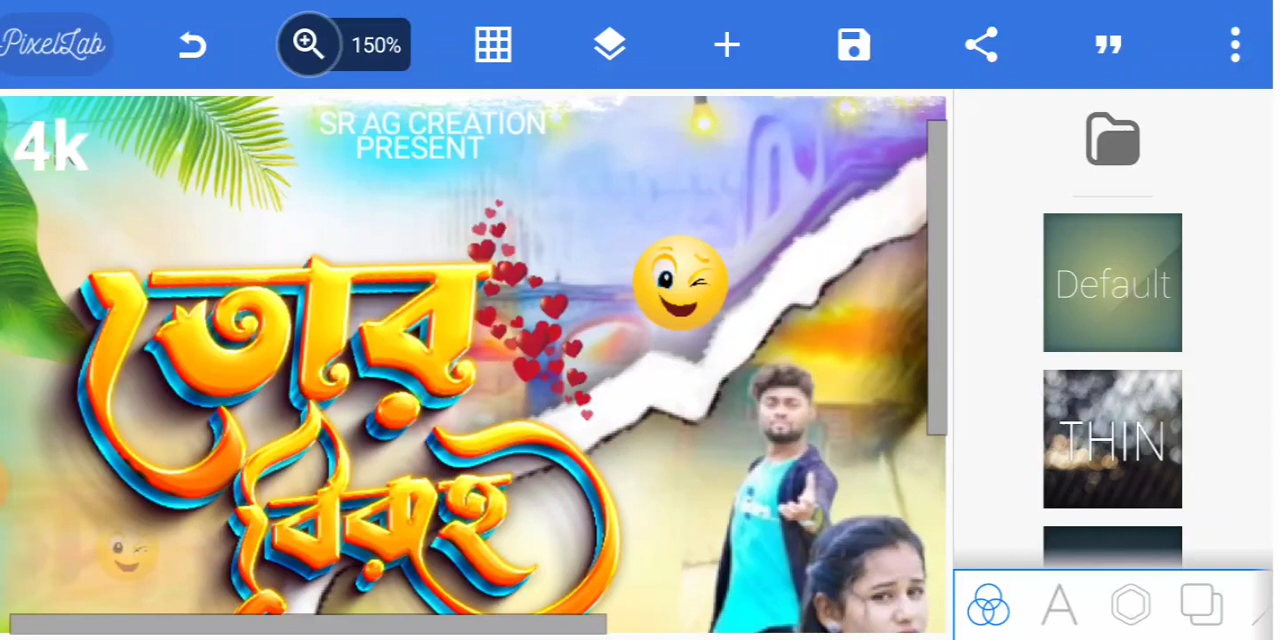 PixelLab
150%
4k
SR AG CREATION
PRESENT
তোর
বিরহ
Default
THIN
A